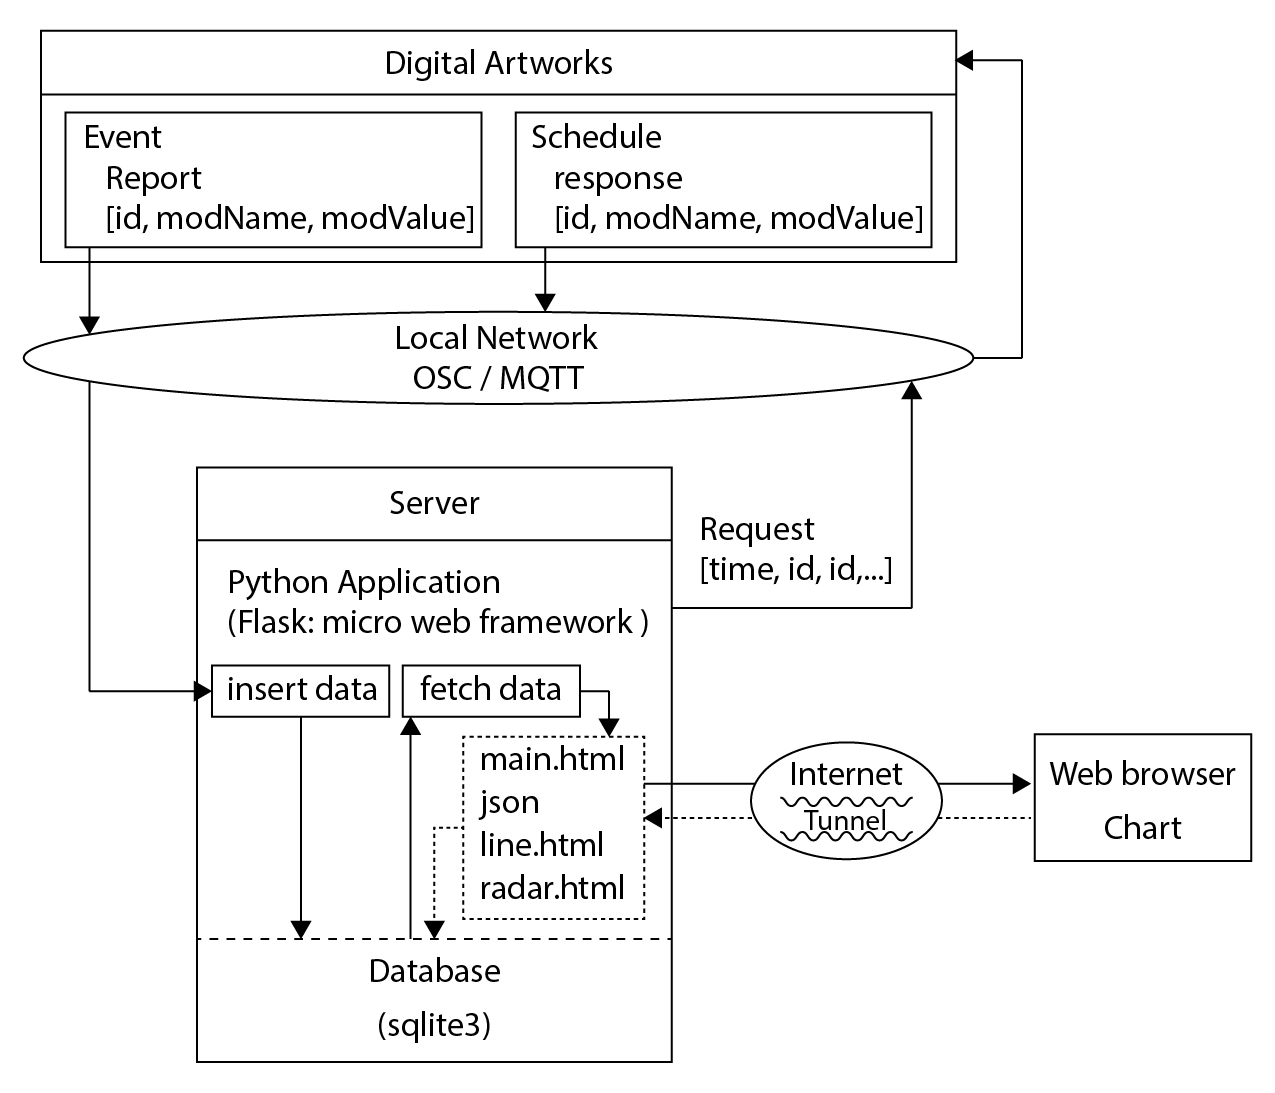 Digital Artworks
Event
Report
[id, modName, modValue]
Schedule
response
[id, modName, modValue]
Local Network
OSC / MQTT
Server
Python Application
(Flask: micro web framework )
Request
[time, id, id,...]
insert data
fetch data
main.html
json
line.html
radar.html
Internet
Tunnel
Web browser
Chart
Database
(sqlite3)